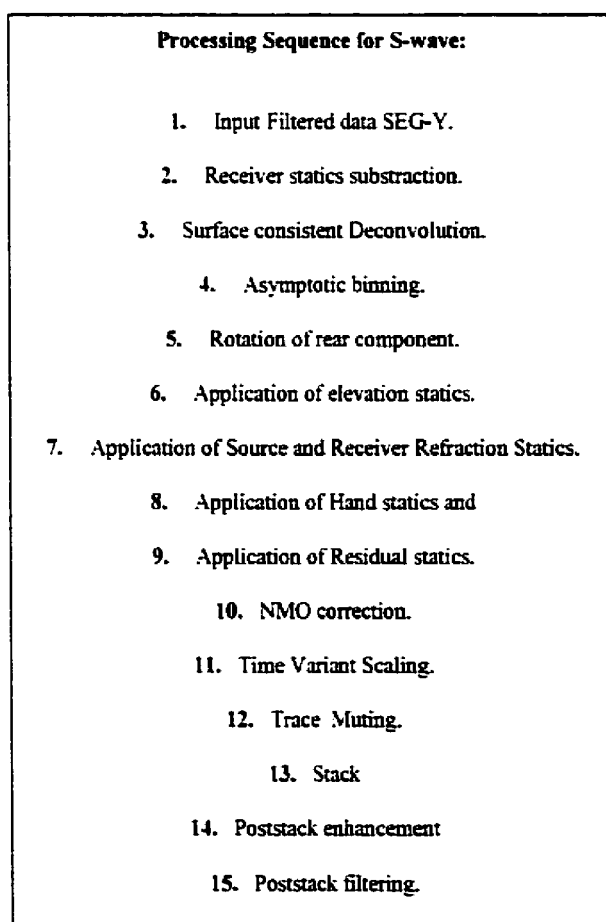 Processing Sequence for S-wave:
1. Input Filtered data SEG-Y.
2. Receiver statics substraction.
3. Surface consistent Deconvolution.
4. Asymptotic binning.
5. Rotation of rear component.
6. Application of elevation statics.
7. Application of Source and Receiver Refraction Statics.
8. Application of Hand statics and
9. Application of Residual statics.
10. NMO correction.
11. Time Variant Scaling.
12. Trace Muting.
13. Stack
14. Poststack enhancement
15. Poststack filtering.